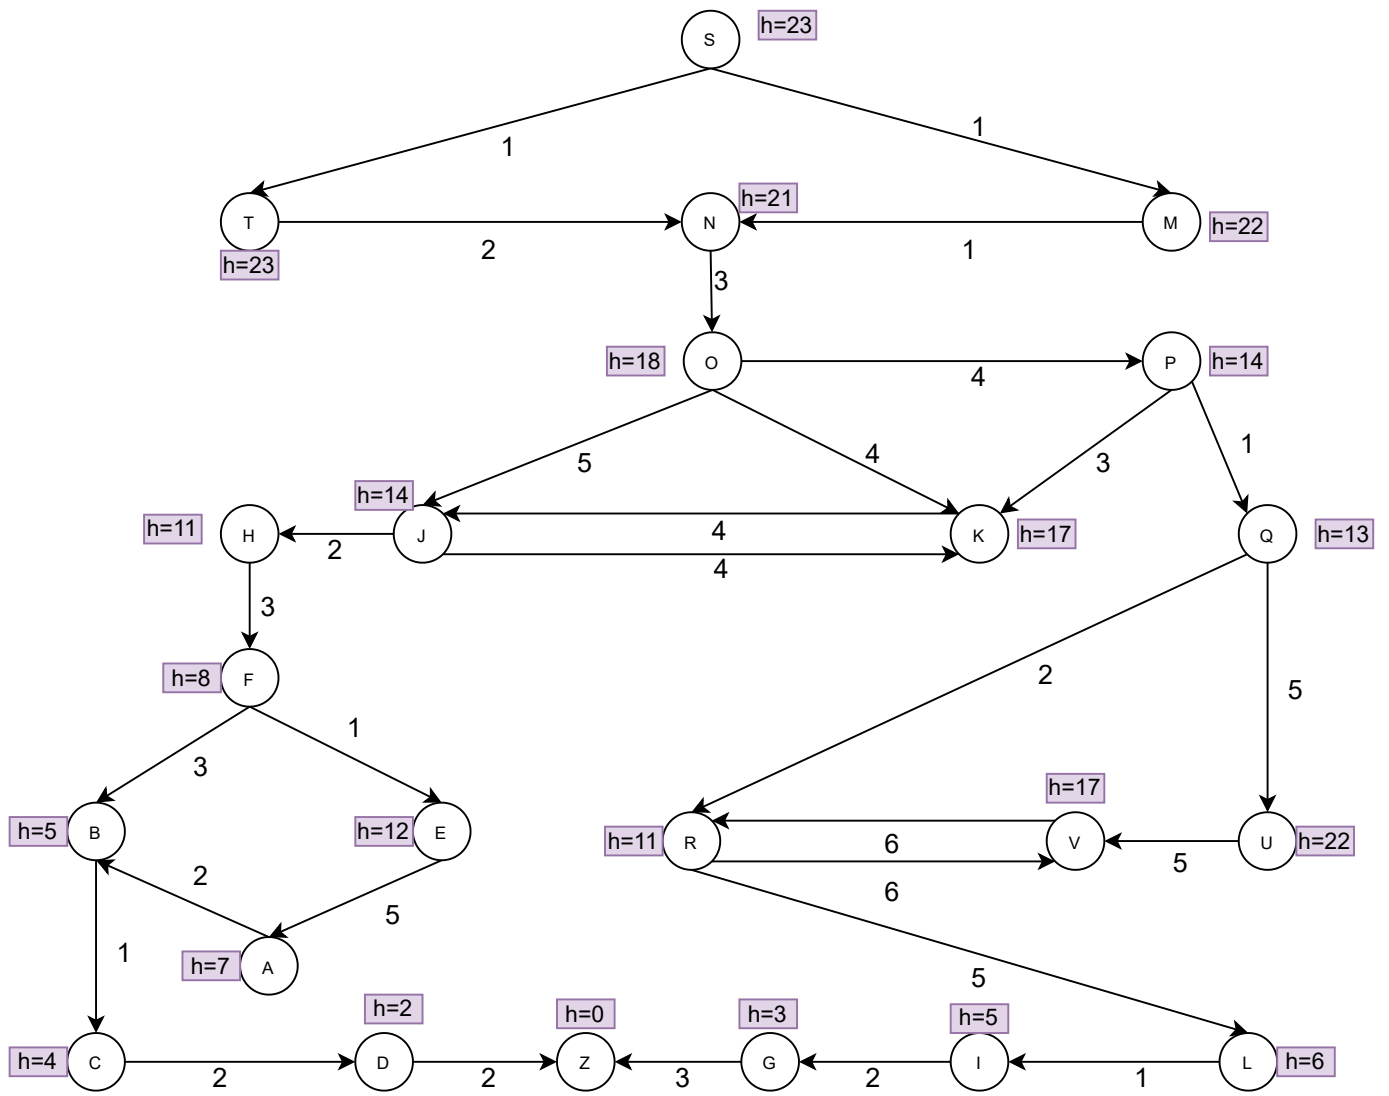 S
h=23
1
1
T
h=23
2
N
h=21
1
M
h=22
3
h=18
O
4
P
h=14
5
4
3
1
h=11
H
2
h=14
J
4
4
K
h=17
Q
h=13
3
h=8
F
3
1
2
5
h=5
B
h=12
E
h=11
R
6
6
h=17
V
5
U
h=22
2
5
1
h=7
A
5
h=4
C
2
h=2
D
2
h=0
Z
3
h=3
G
2
h=5
I
1
L
h=6